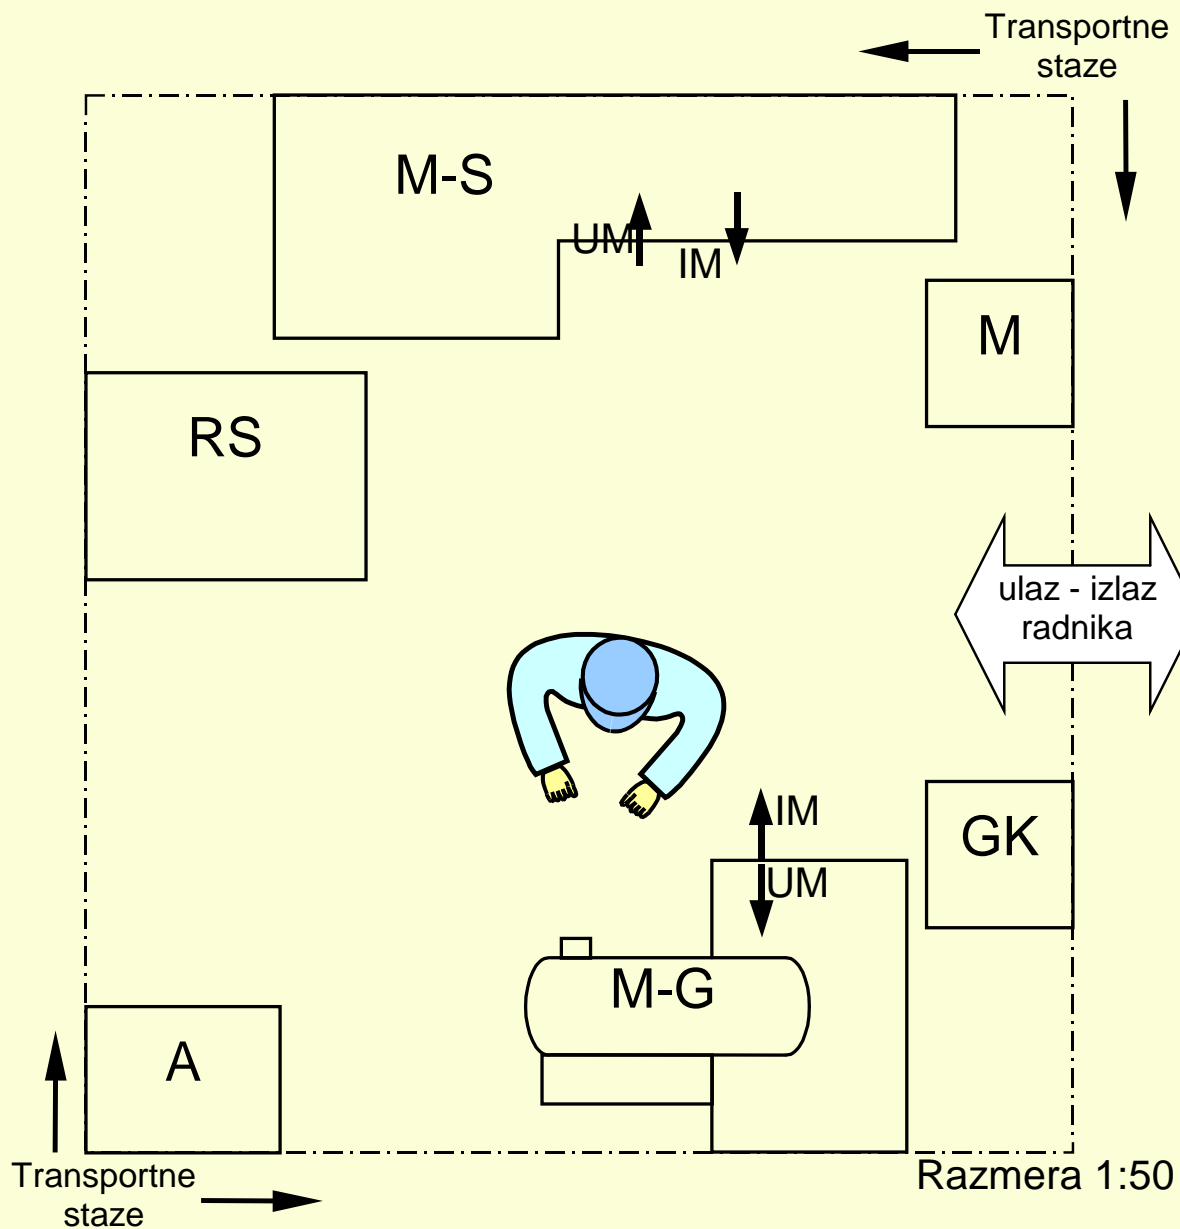 Transportne
staze
M-S
UM
IM
M
RS
ulaz - izlaz
radnika
IM
GK
UM
M-G
A
Transportne
staze
Razmera 1:50